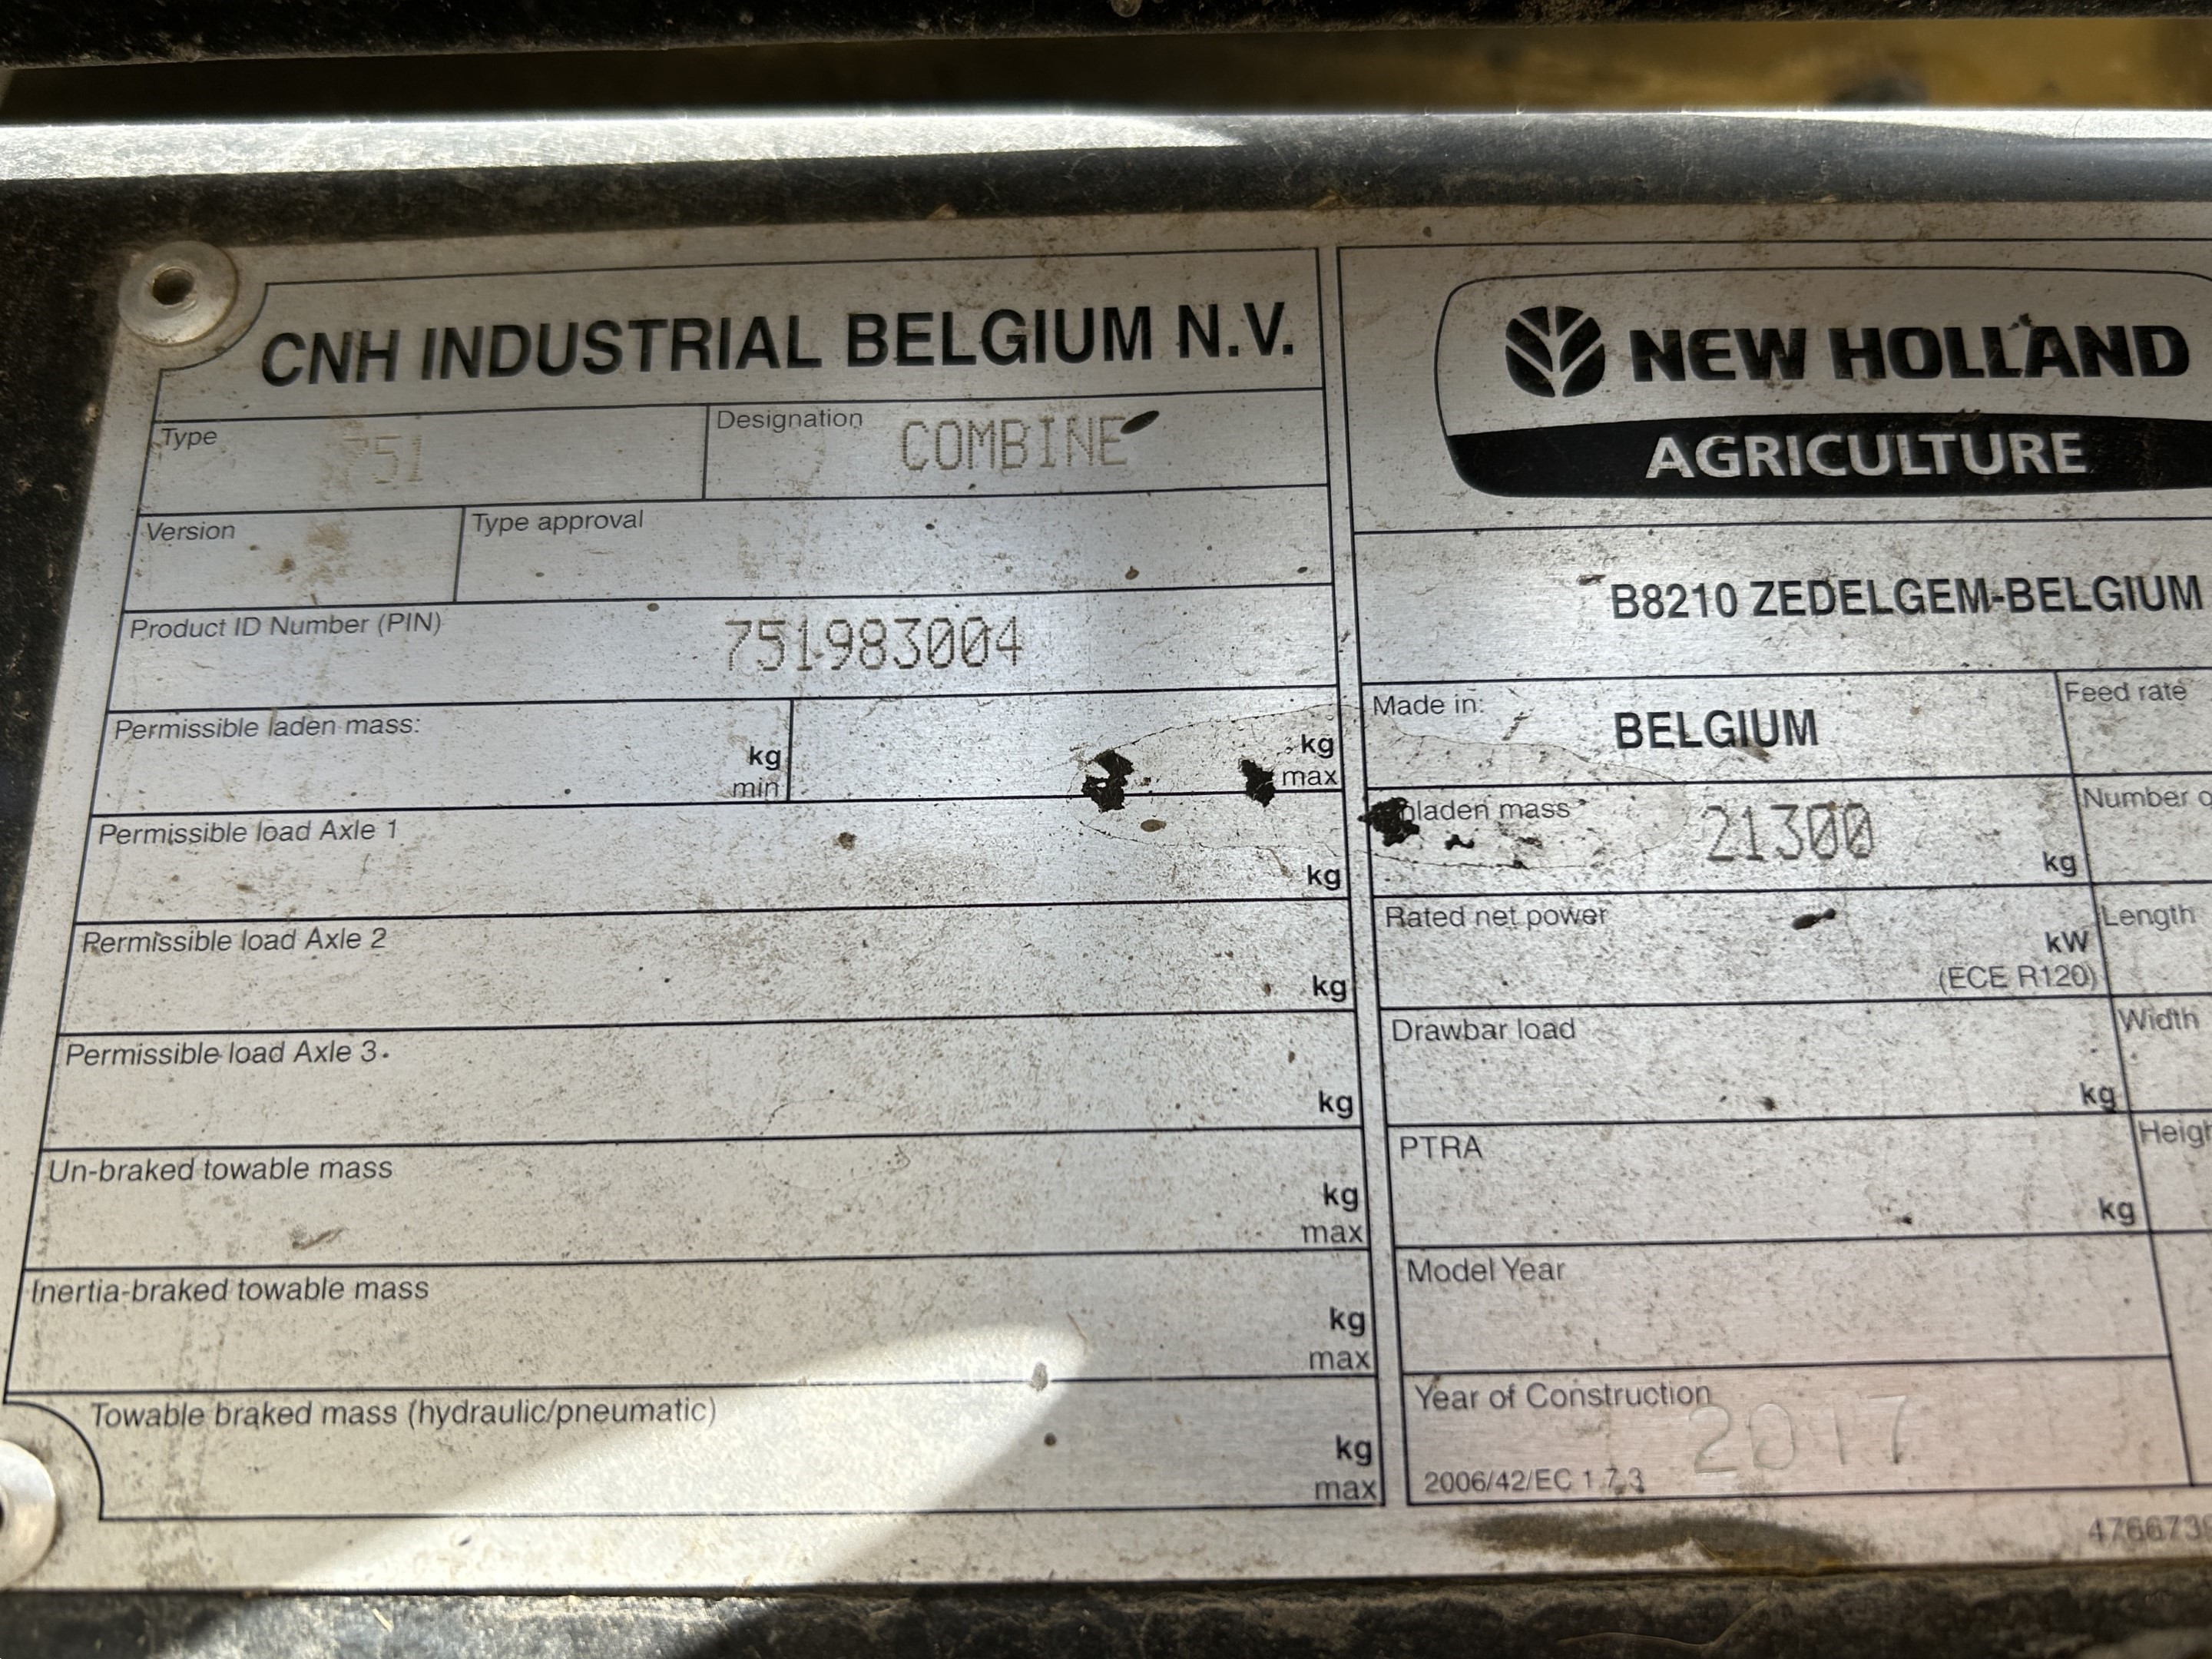 CNH INDUSTRIAL BELGIUM N.V.
Type 751
Designation COMBINE
Version
Type approval
Product ID Number (PIN) 751983004
Permissible laden mass:
kg
min
kg
max
Permissible load Axle 1
kg
Permissible load Axle 2
kg
Permissible load Axle 3
kg
Un-braked towable mass
kg
max
Inertia-braked towable mass
kg
max
Towable braked mass (hydraulic/pneumatic)
kg
max
NEW HOLLAND
AGRICULTURE
B8210 ZEDELGEM-BELGIUM
Made in:
BELGIUM
Feed rate
mass 21300
kg
Number
Rated net power
kW
(ECE R120)
Length
Drawbar load
kg
Width
PTRA
kg
Model Year
Year of Construction
2017
2006/42/EC 1.7.3